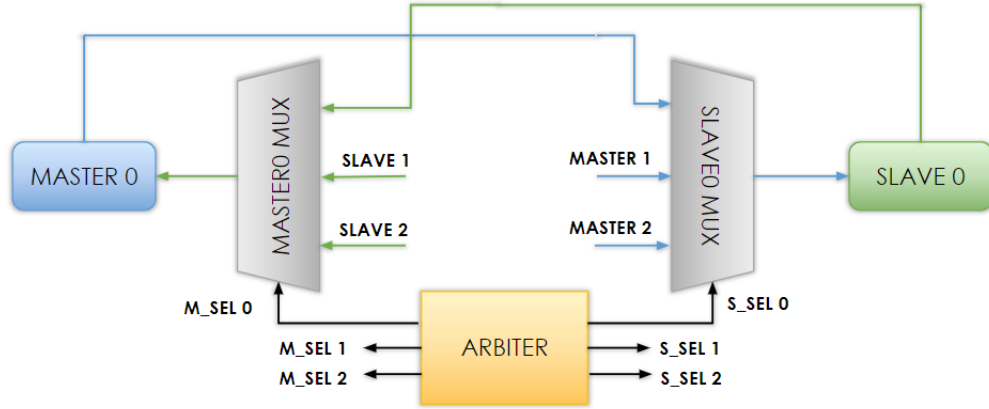 MASTER 0
MASTER0 MUX
SLAVE 1
SLAVE 2
MASTER 1
MASTER 2
SLAVE0 MUX
SLAVE 0
M_SEL 0
S_SEL 0
ARBITER
M_SEL 1
M_SEL 2
S_SEL 1
S_SEL 2